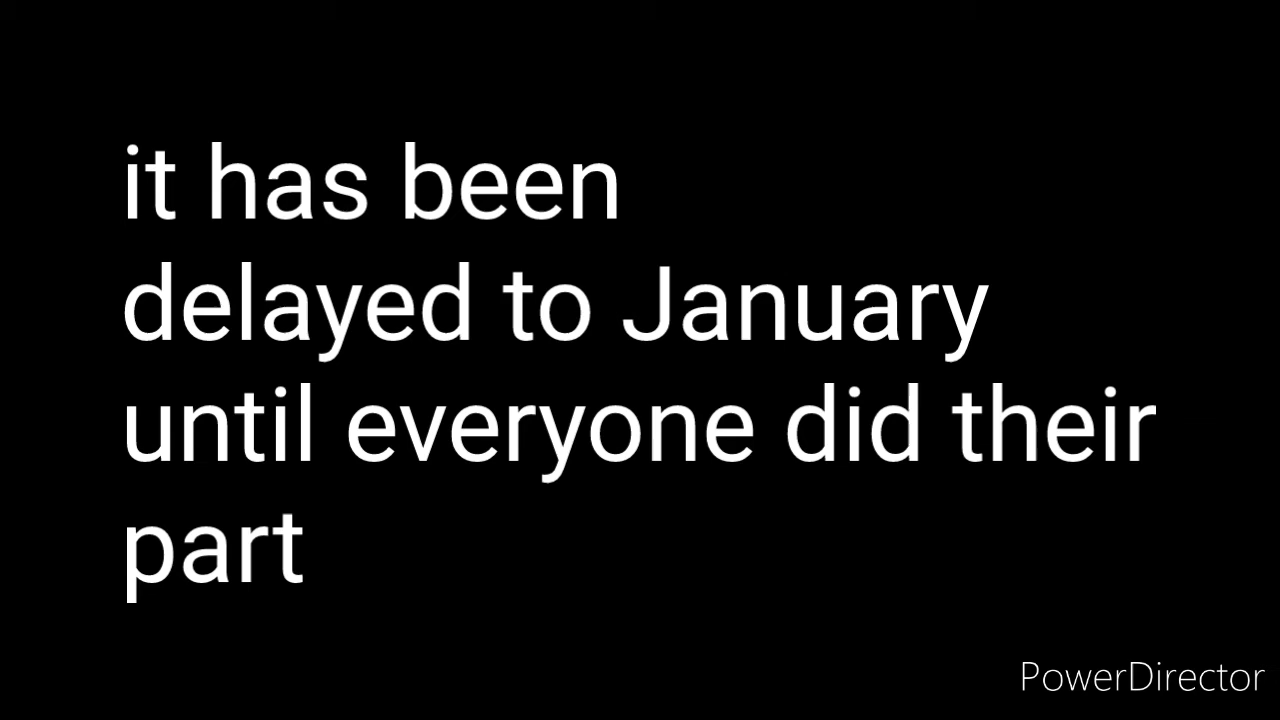 it has been
delayed to January
until everyone did their
part
PowerDirector